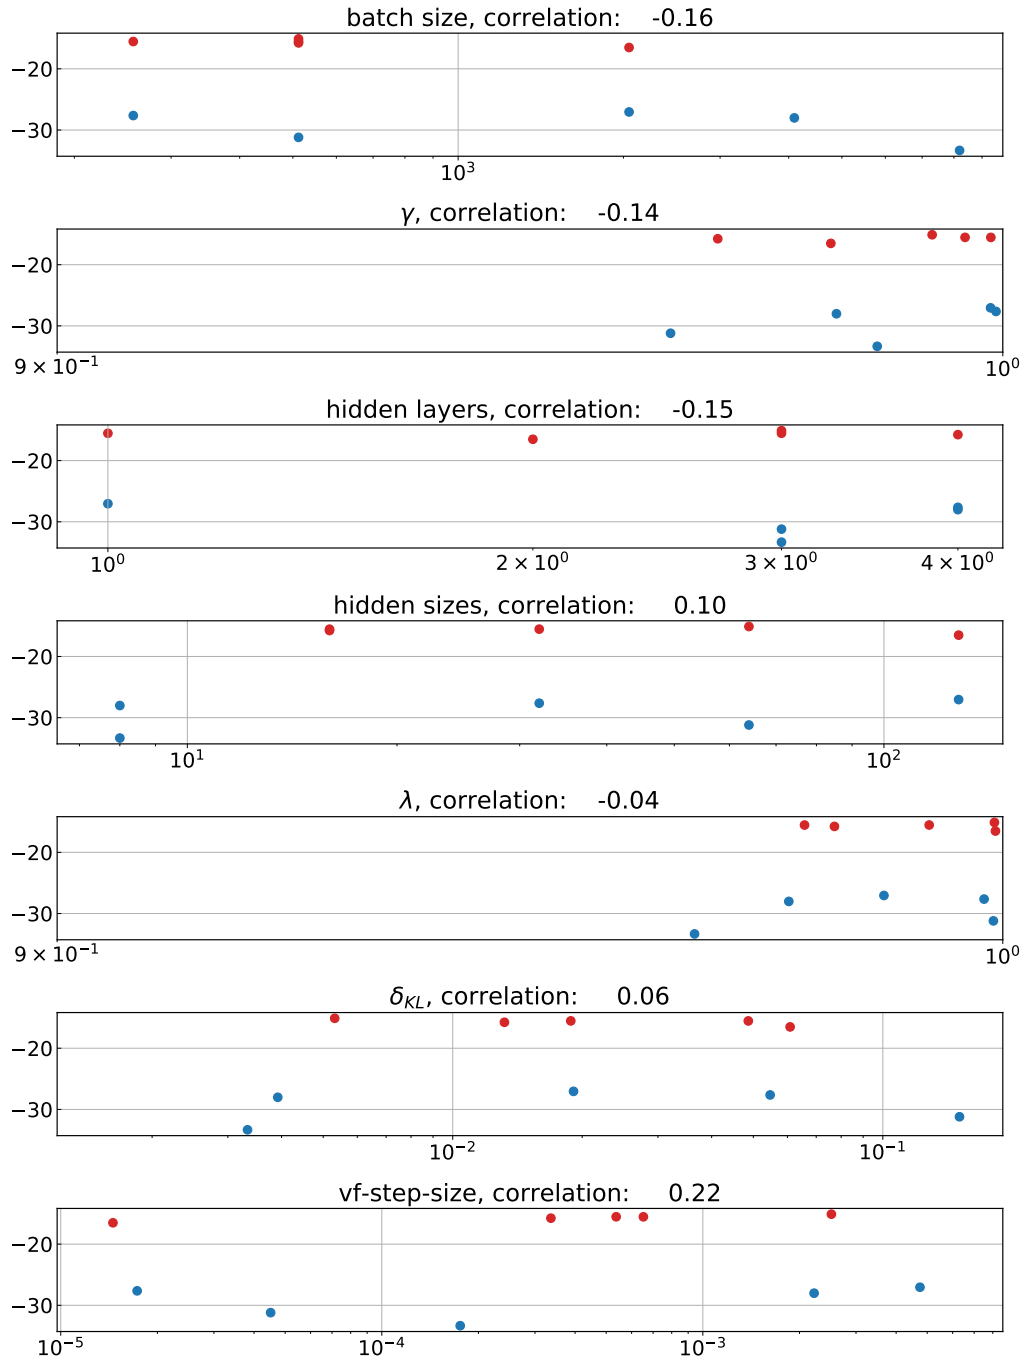 batch size, correlation: -0.16
−20
−30
10³
γ, correlation: -0.14
−20
−30
9 × 10⁻¹ 10⁰
hidden layers, correlation: -0.15
−20
−30
10⁰ 2 × 10⁰ 3 × 10⁰ 4 × 10⁰
hidden sizes, correlation: 0.10
−20
−30
10¹ 10²
λ, correlation: -0.04
−20
−30
9 × 10⁻¹ 10⁰
δ_KL, correlation: 0.06
−20
−30
10⁻² 10⁻¹
vf-step-size, correlation: 0.22
−20
−30
10⁻⁵ 10⁻⁴ 10⁻³